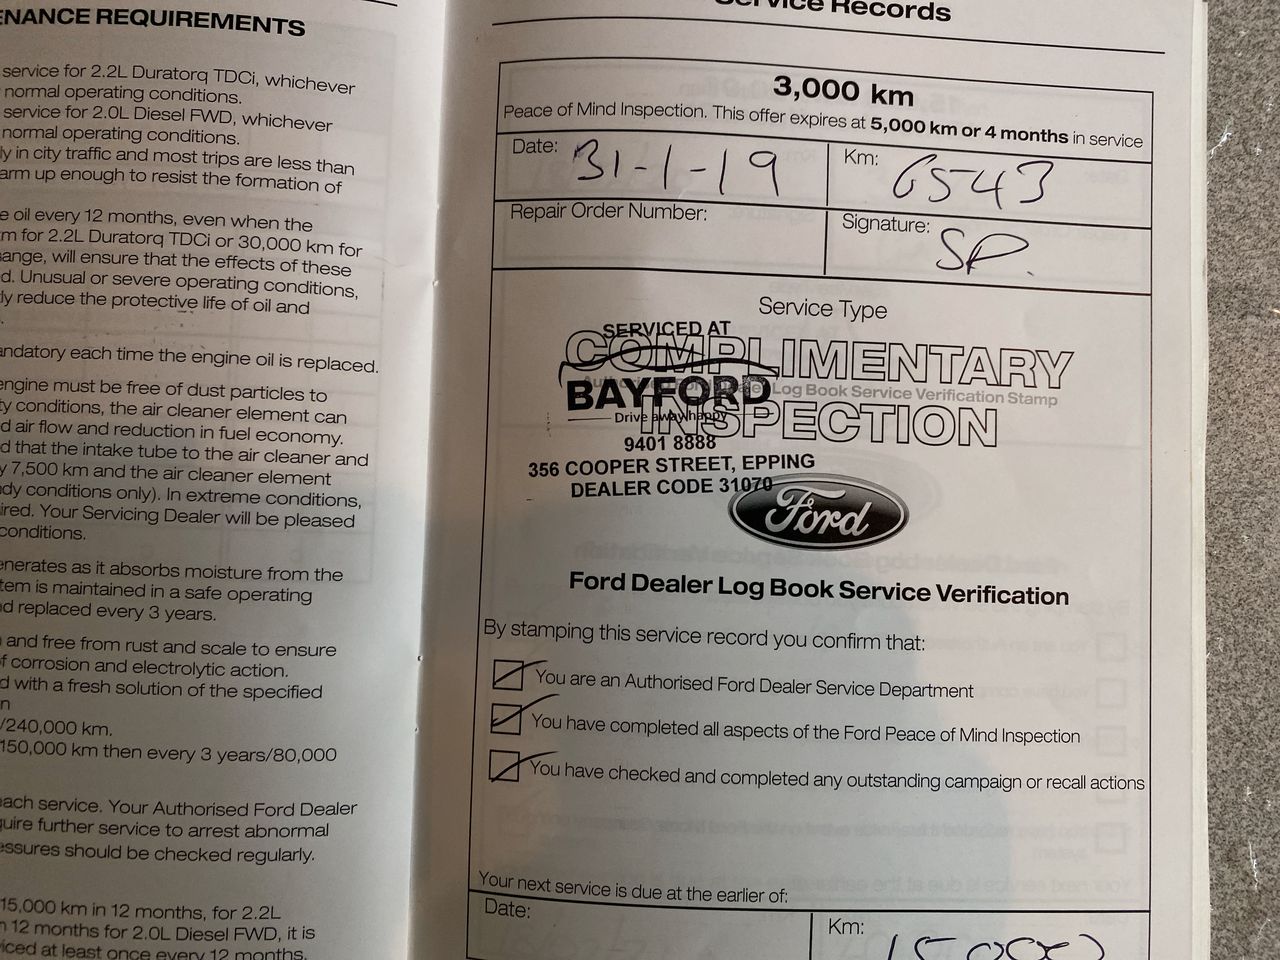 ENANCE REQUIREMENTS
service for 2.2L Duratorq TDCi, whichever
normal operating conditions.
service for 2.0L Diesel FWD, whichever
normal operating conditions.
ly in city traffic and most trips are less than
arm up enough to resist the formation of
e oil every 12 months, even when the
m for 2.2L Duratorq TDCi or 30,000 km for
ange, will ensure that the effects of these
d. Unusual or severe operating conditions,
ly reduce the protective life of oil and
andatory each time the engine oil is replaced.
engine must be free of dust particles to
ty conditions, the air cleaner element can
d air flow and reduction in fuel economy.
d that the intake tube to the air cleaner and
y 7,500 km and the air cleaner element
dy conditions only). In extreme conditions,
ired. Your Servicing Dealer will be pleased
conditions.
enerates as it absorbs moisture from the
tem is maintained in a safe operating
nd replaced every 3 years.
and free from rust and scale to ensure
f corrosion and electrolytic action.
d with a fresh solution of the specified
n
/240,000 km.
150,000 km then every 3 years/80,000
each service. Your Authorised Ford Dealer
quire further service to arrest abnormal
essures should be checked regularly.
15,000 km in 12 months, for 2.2L
n 12 months for 2.0L Diesel FWD, it is
viced at least once every 12 months.
Service Records
3,000 km
Peace of Mind Inspection. This offer expires at 5,000 km or 4 months in service
Date: 31-1-19 Km: 6543
Repair Order Number: Signature: SP.
Service Type
SERVICED AT
COMPLIMENTARY
BAYFORD
Authorised Ford Dealer Log Book Service Verification Stamp
Drive away happy
INSPECTION
9401 8888
356 COOPER STREET, EPPING
DEALER CODE 31070
Ford
Ford Dealer Log Book Service Verification
By stamping this service record you confirm that:
You are an Authorised Ford Dealer Service Department
You have completed all aspects of the Ford Peace of Mind Inspection
You have checked and completed any outstanding campaign or recall actions
Your next service is due at the earlier of:
Date: Km: 15000